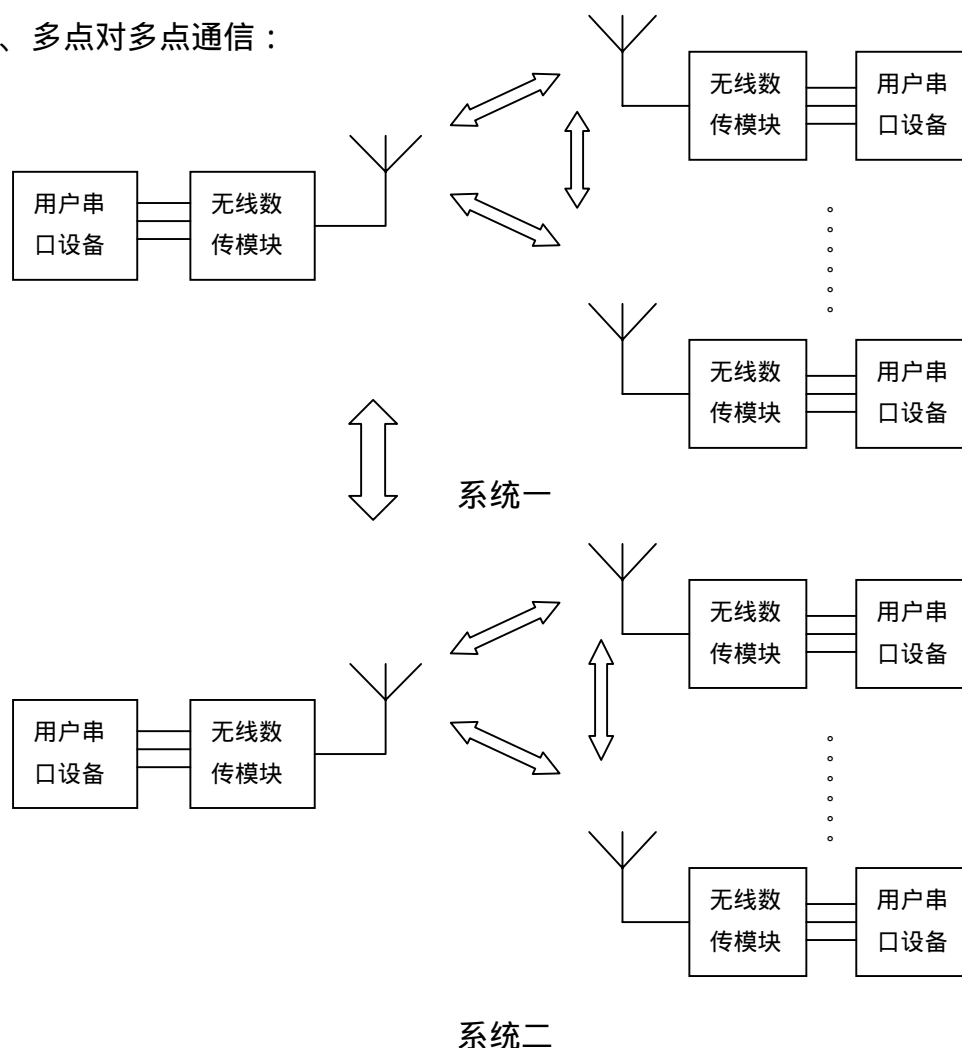 、多点对多点通信：
无线数
传模块
用户串
口设备
用户串
口设备
无线数
传模块
。
。
。
。
。
。
无线数
传模块
用户串
口设备
系统一
无线数
传模块
用户串
口设备
用户串
口设备
无线数
传模块
。
。
。
。
。
。
无线数
传模块
用户串
口设备
系统二